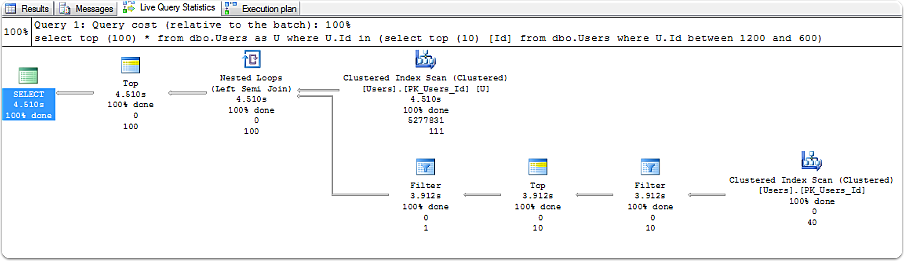 Results Messages Live Query Statistics Execution plan
100%
Query 1: Query cost (relative to the batch): 100%
select top (100) * from dbo.Users as U where U.Id in (select top (10) [Id] from dbo.Users where U.Id between 1200 and 600)
SELECT
4.510s
100% done
Top
4.510s
100% done
0
100
Nested Loops
(Left Semi Join)
4.510s
100% done
0
100
Clustered Index Scan (Clustered)
[Users].[PK_Users_Id] [U]
4.510s
100% done
5277831
111
Filter
3.912s
100% done
0
1
Top
3.912s
100% done
0
10
Filter
3.912s
100% done
0
10
Clustered Index Scan (Clustered)
[Users].[PK_Users_Id]
100% done
0
40